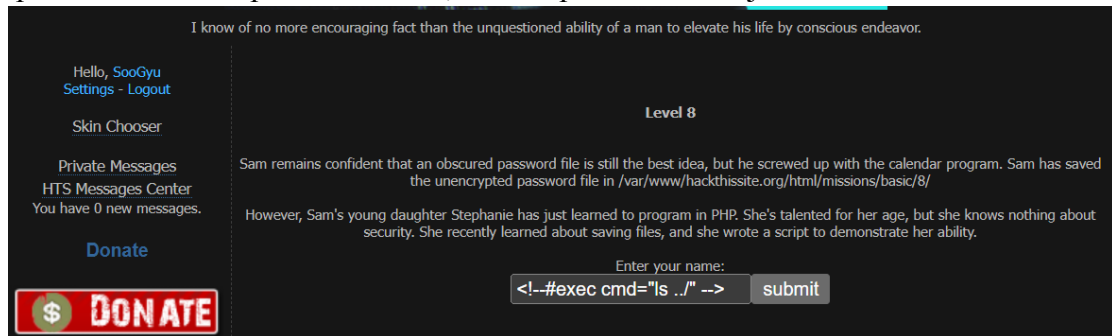 I know of no more encouraging fact than the unquestioned ability of a man to elevate his life by conscious endeavor.
Hello, SooGyu
Settings - Logout
Skin Chooser
Private Messages
HTS Messages Center
You have 0 new messages.
Donate
$ DONATE
Level 8
Sam remains confident that an obscured password file is still the best idea, but he screwed up with the calendar program. Sam has saved
the unencrypted password file in /var/www/hackthissite.org/html/missions/basic/8/
However, Sam's young daughter Stephanie has just learned to program in PHP. She's talented for her age, but she knows nothing about
security. She recently learned about saving files, and she wrote a script to demonstrate her ability.
Enter your name:
<!--#exec cmd="ls ../" --> submit